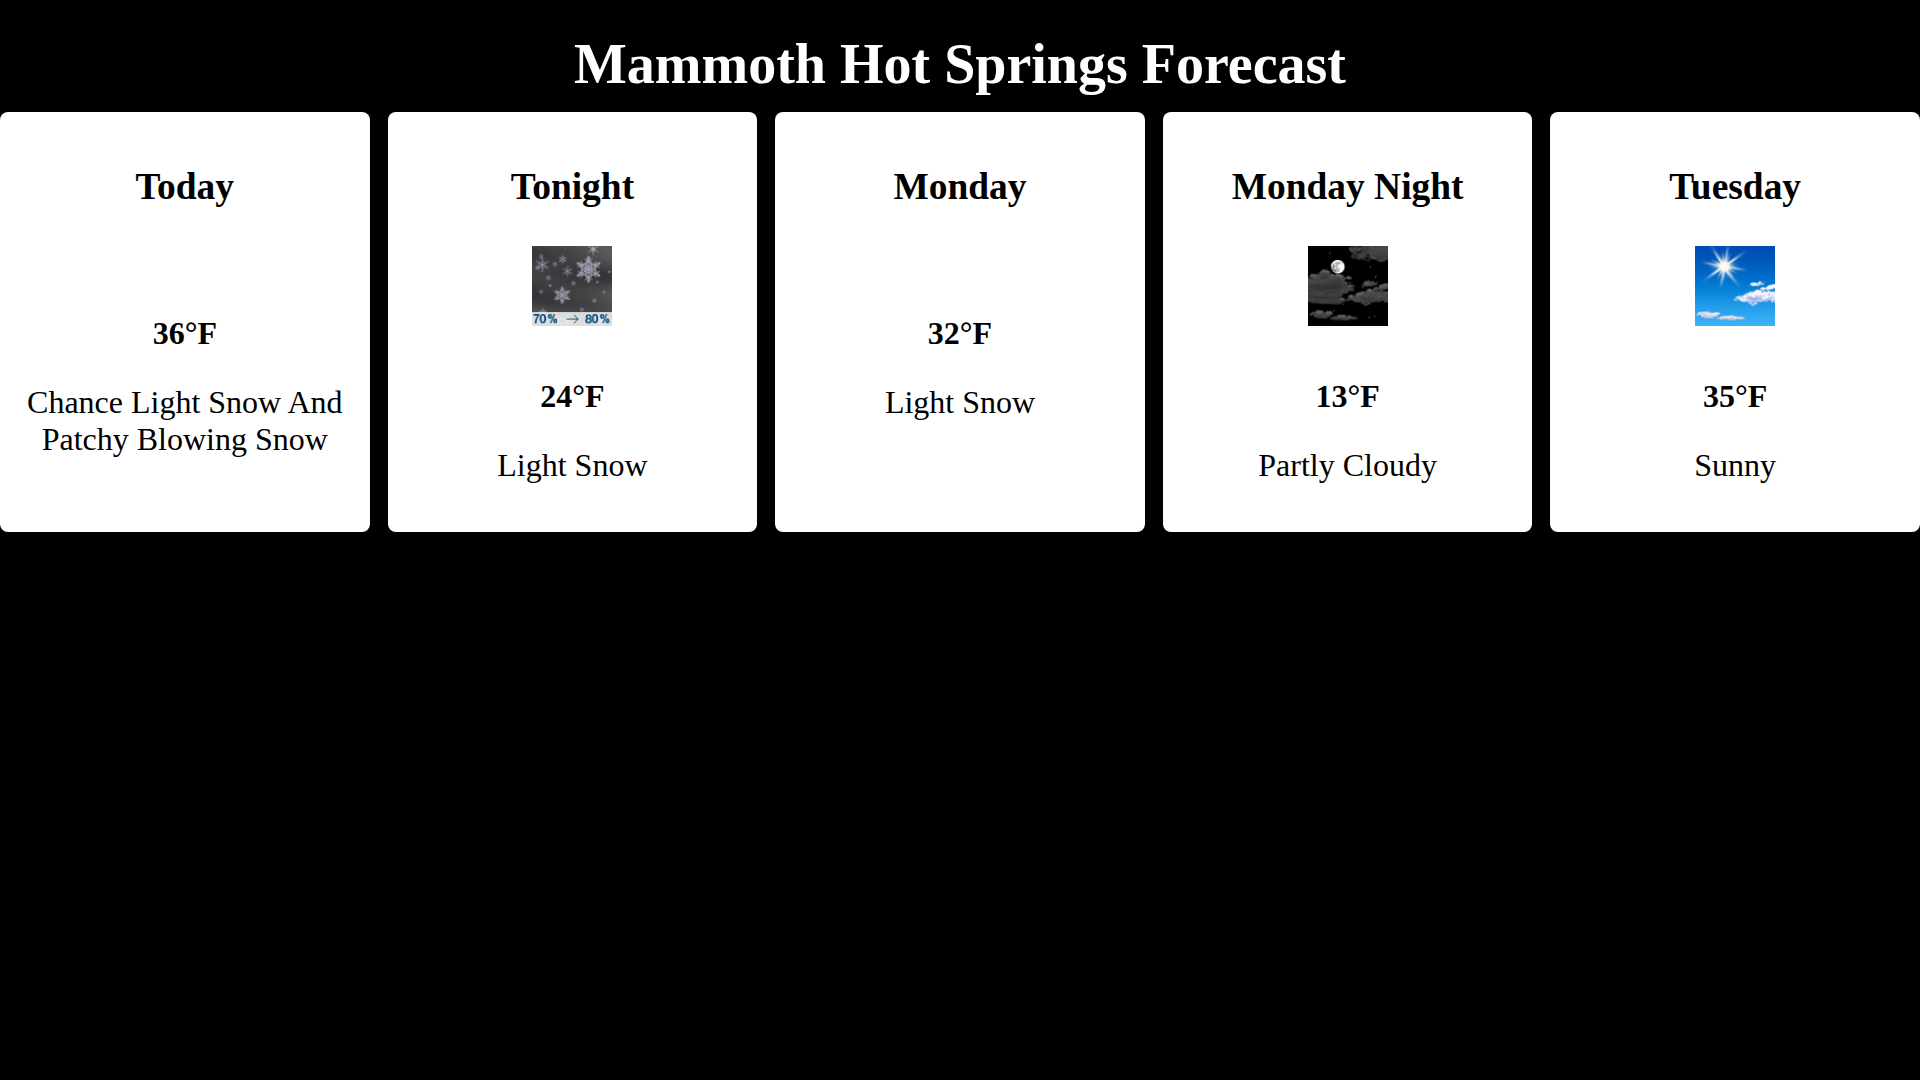 Mammoth Hot Springs Forecast
Today
36°F
Chance Light Snow And
Patchy Blowing Snow
Tonight
70% → 80%
24°F
Light Snow
Monday
32°F
Light Snow
Monday Night
13°F
Partly Cloudy
Tuesday
35°F
Sunny